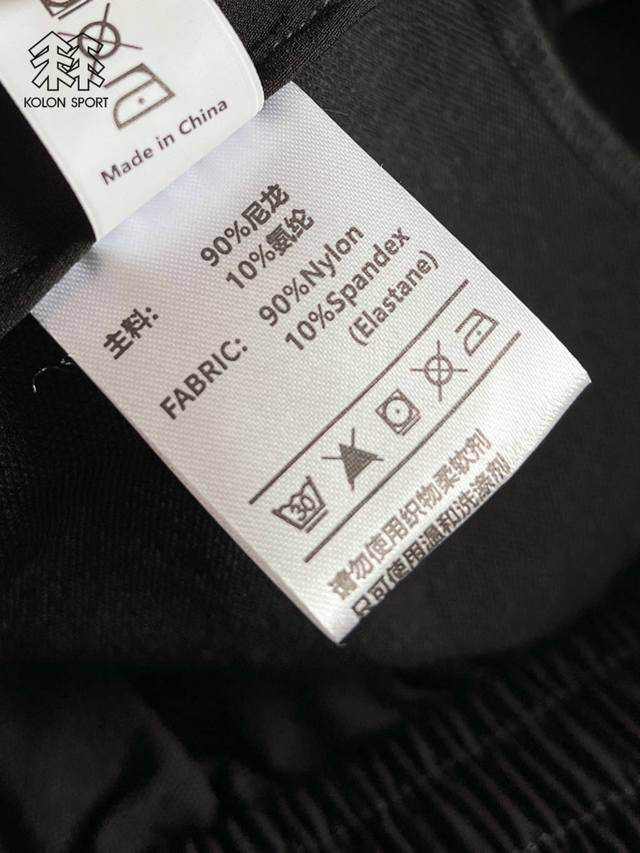 KOLON SPORT
Made in China
主料:
90%尼龙
10%氨纶
FABRIC:
90%Nylon
10%Spandex
(Elastane)
30
请勿使用织物柔软剂
只可使用温和洗涤剂